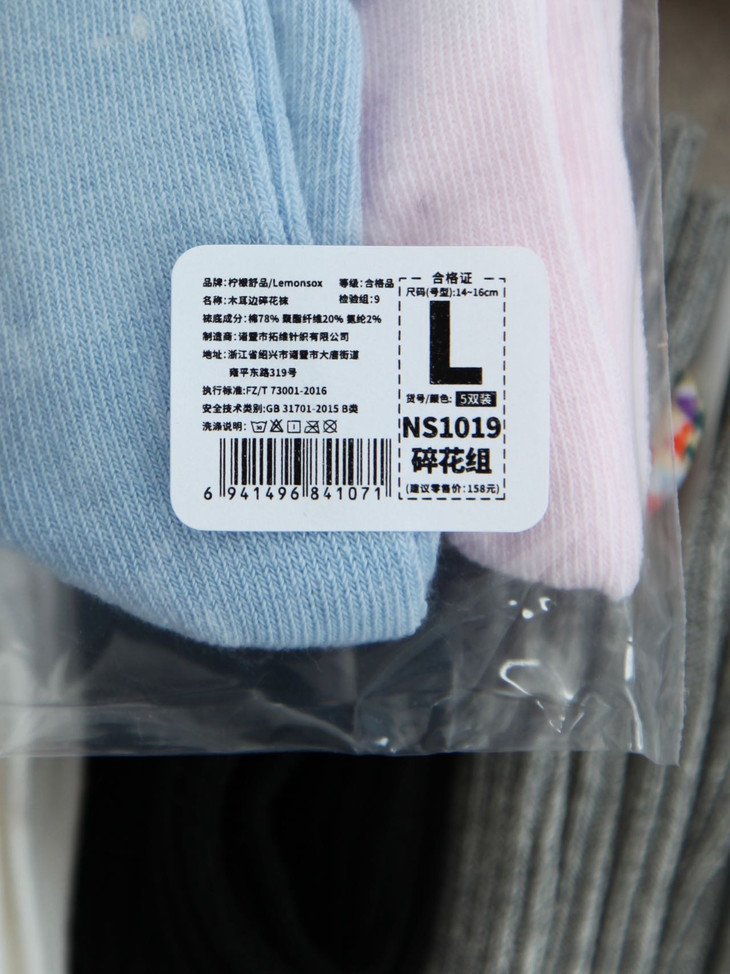 品牌:柠檬舒品/Lemonsox 等级:合格品
名称:木耳边碎花袜 检验组:9
袜底成分:棉78% 聚酯纤维20% 氨纶2%
制造商:诸暨市拓维针织有限公司
地址:浙江省绍兴市诸暨市大唐街道
雍平东路319号
执行标准:FZ/T 73001-2016
安全技术类别:GB 31701-2015 B类
洗涤说明:
6 941496 841071
合格证
尺码(号型):14-16cm
L
货号/颜色: 5双装
NS1019
碎花组
(建议零售价:158元)